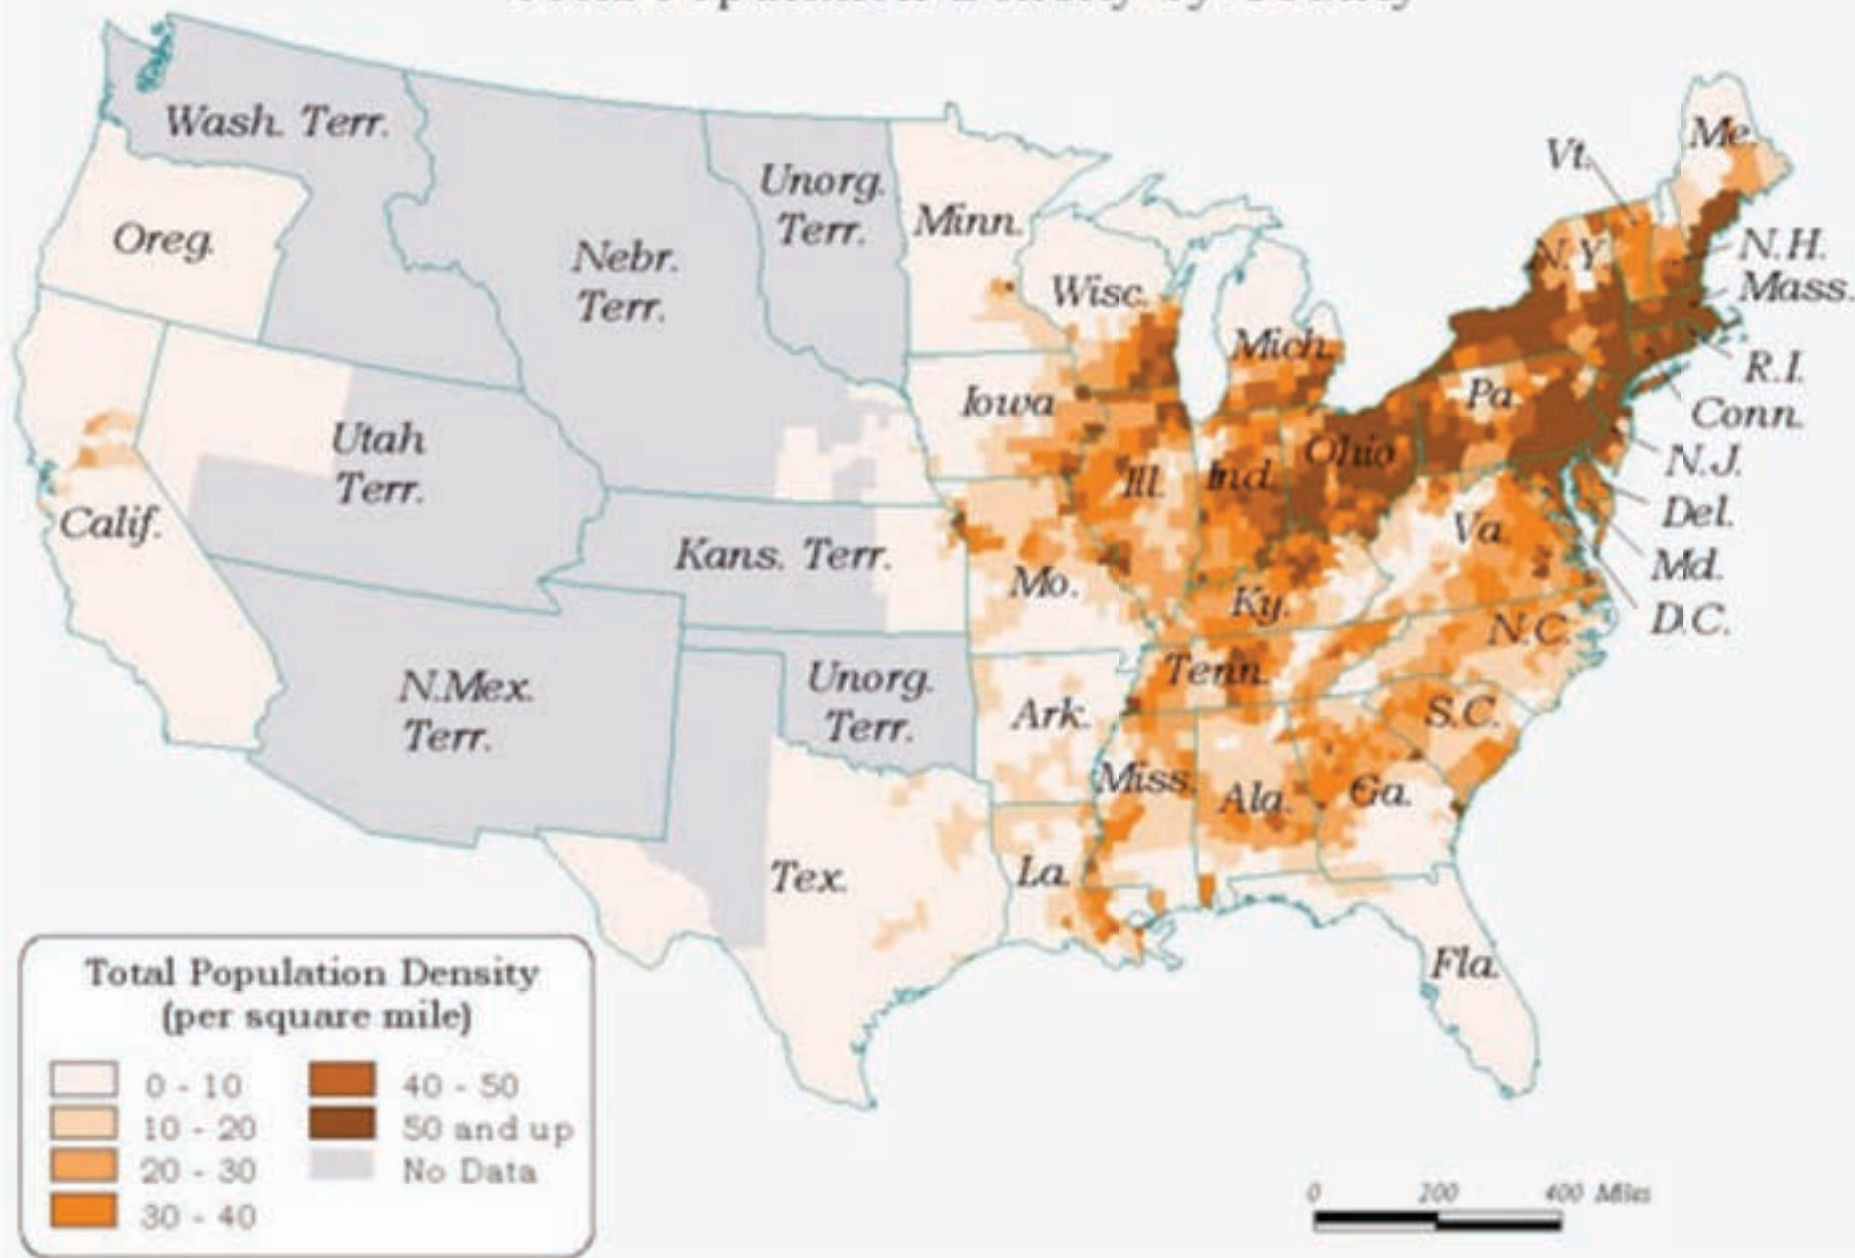 Wash. Terr.
Oreg.
Nebr.
Terr.
Unorg.
Terr.
Minn.
Wisc.
Mich.
Iowa
Utah
Terr.
Calif.
Kans. Terr.
N.Mex.
Terr.
Unorg.
Terr.
Tex.
Mo.
Ark.
La.
Ill.
Ind.
Ohio
Ky.
Tenn.
Miss.
Ala.
Ga.
Fla.
S.C.
N.C.
Va.
Pa.
N.Y.
Vt.
Me.
N.H.
Mass.
R.I.
Conn.
N.J.
Del.
Md.
D.C.
Total Population Density
(per square mile)
0 - 10
10 - 20
20 - 30
30 - 40
40 - 50
50 and up
No Data
0 200 400 Miles